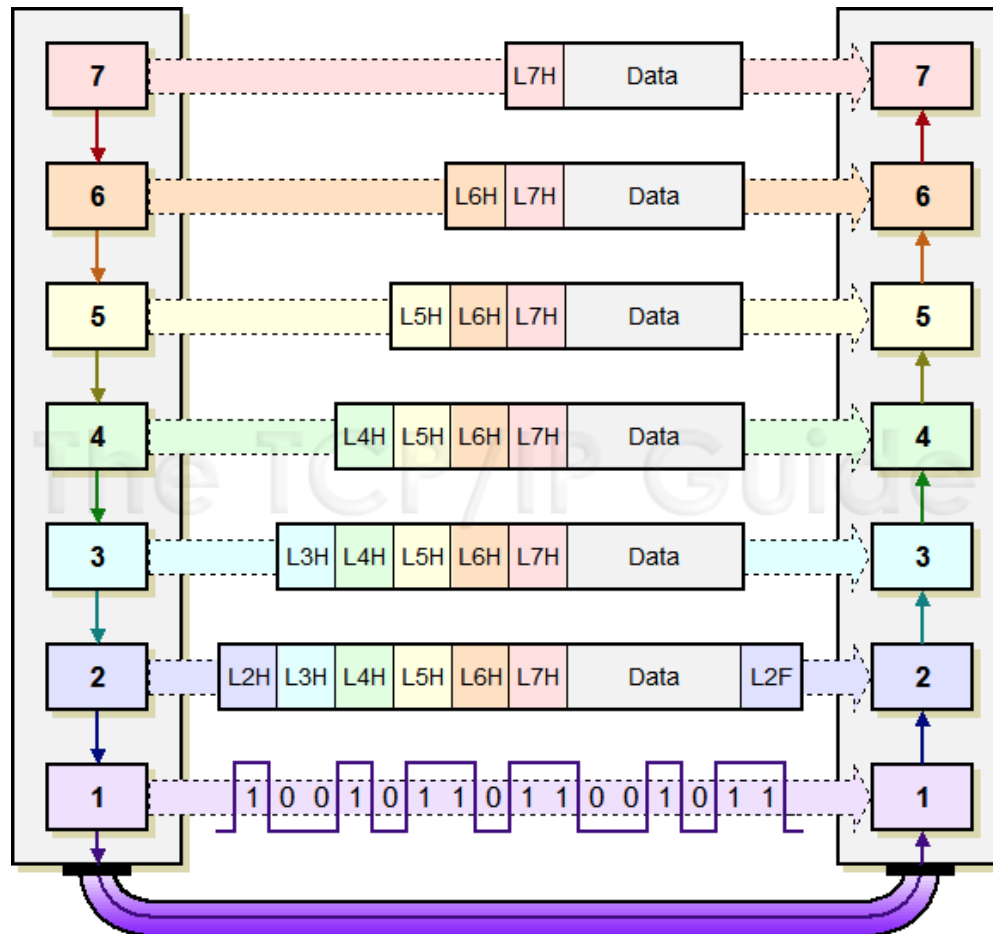 7 L7H Data 7
6 L6H L7H Data 6
5 L5H L6H L7H Data 5
4 L4H L5H L6H L7H Data 4
The TCP/IP Guide
3 L3H L4H L5H L6H L7H Data 3
2 L2H L3H L4H L5H L6H L7H Data L2F 2
1 1 0 0 1 0 1 1 0 1 1 0 0 1 0 1 1 1